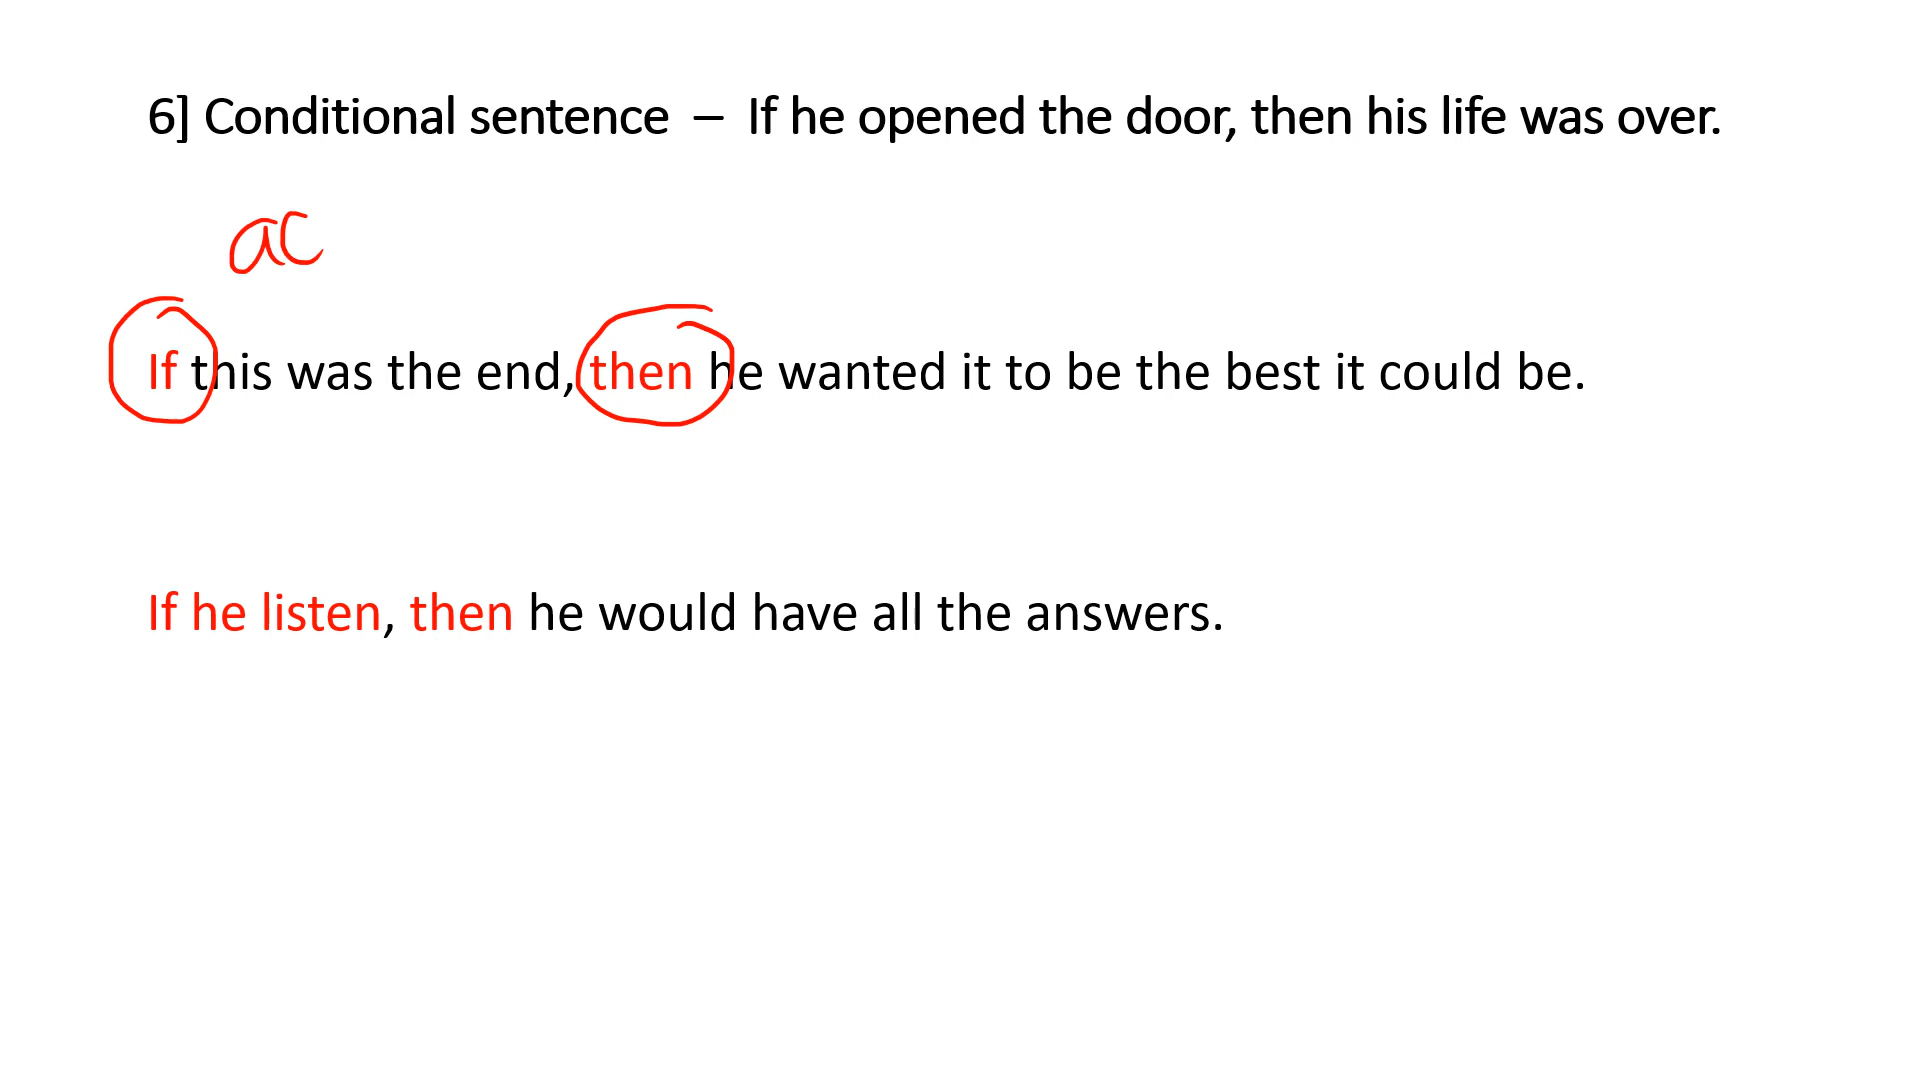 6] Conditional sentence – If he opened the door, then his life was over.
ac
If this was the end, then he wanted it to be the best it could be.
If he listen, then he would have all the answers.